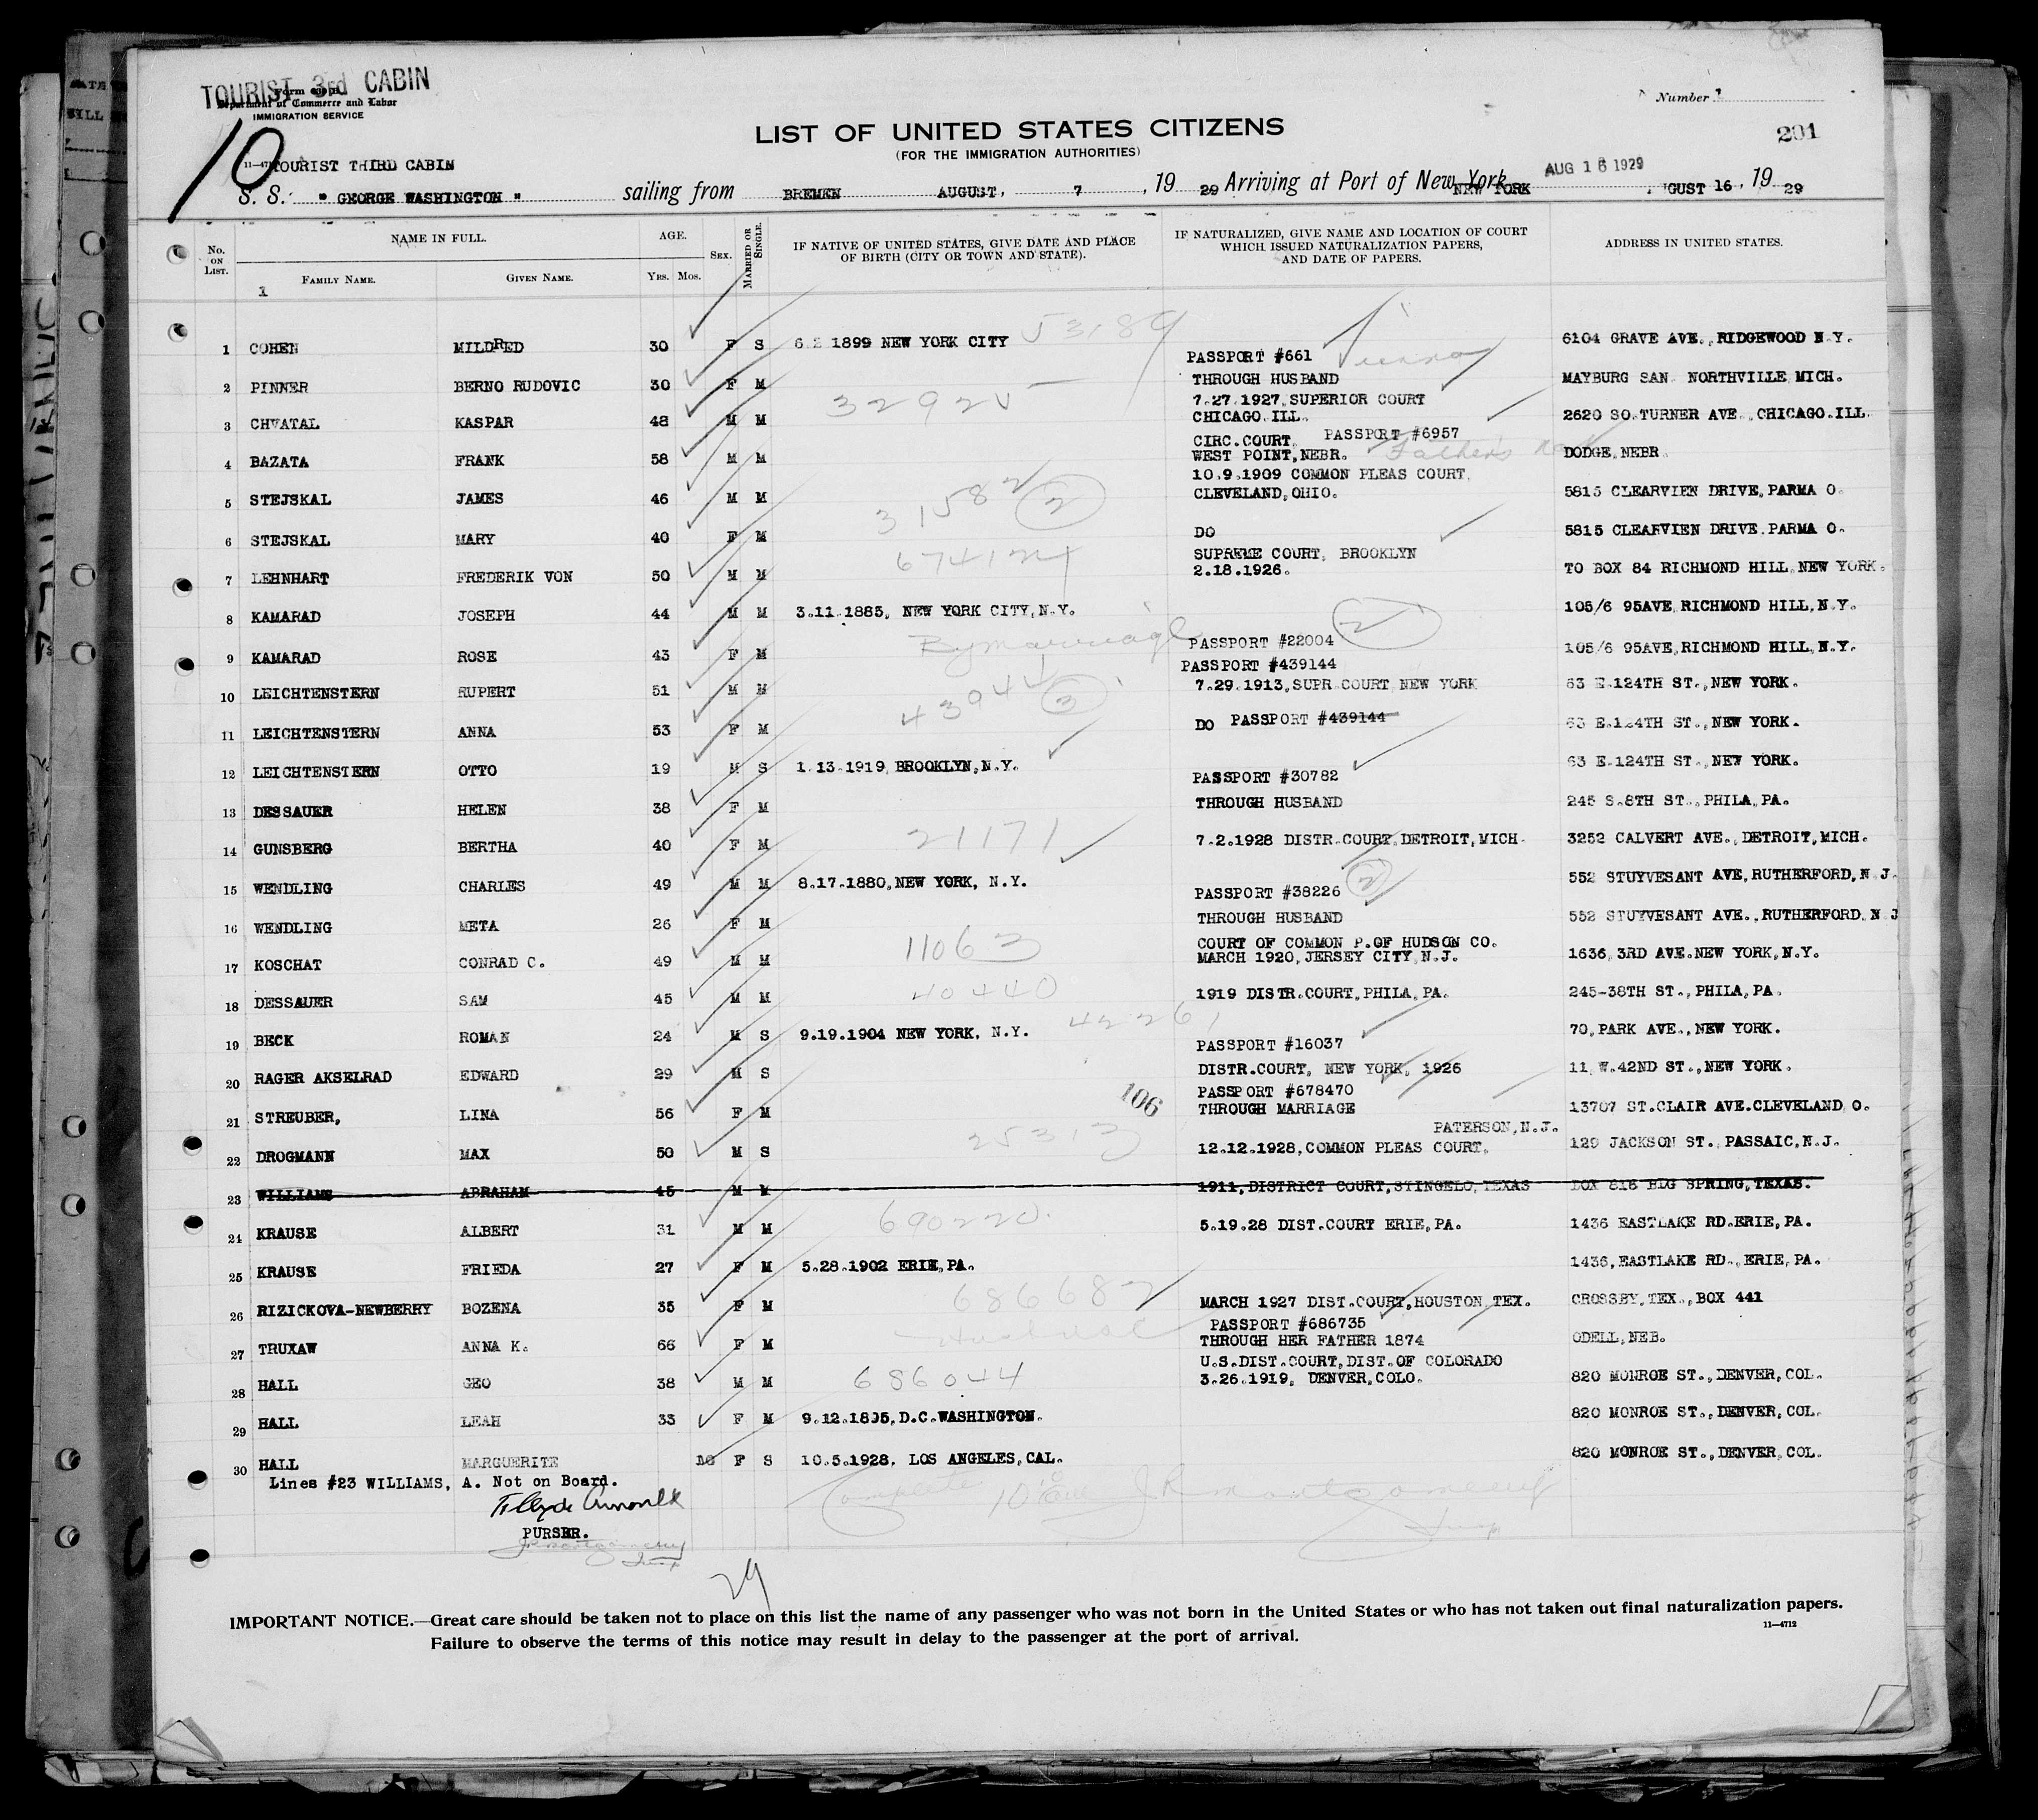 TOURIST 3rd CABIN
Department of Commerce and Labor
IMMIGRATION SERVICE
Number 1
LIST OF UNITED STATES CITIZENS
201
(FOR THE IMMIGRATION AUTHORITIES)
10
TOURIST THIRD CABIN
AUG 16 1929
S. S. " GEORGE WASHINGTON " sailing from BREMEN AUGUST, 7, 19 29 Arriving at Port of New York NEW YORK GUST 16, 19 29
No. ON LIST. NAME IN FULL. AGE. SEX. MARRIED OR SINGLE. IF NATIVE OF UNITED STATES, GIVE DATE AND PLACE OF BIRTH (CITY OR TOWN AND STATE). IF NATURALIZED, GIVE NAME AND LOCATION OF COURT WHICH ISSUED NATURALIZATION PAPERS, AND DATE OF PAPERS. ADDRESS IN UNITED STATES.
FAMILY NAME. GIVEN NAME. YRS. MOS.
1
1 COHEN MILDRED 30 F S 6.2 1899 NEW YORK CITY 53189 PASSPORT #661 6104 GRAVE AVE., RIDGEWOOD N.Y.
2 PINNER BERNO RUDOVIC 30 F M THROUGH HUSBAND MAYBURG SAN NORTHVILLE MICH.
7.27.1927.SUPERIOR COURT
3 CHVATAL KASPAR 48 M M 32920 CHICAGO.ILL. 2620 SO.TURNER AVE.,CHICAGO.ILL.
CIRC.COURT, PASSPORT #6957
4 BAZATA FRANK 58 M M WEST POINT,NEBR. Father's DODGE,NEBR.
10.9.1909 COMMON PLEAS COURT,
5 STEJSKAL JAMES 46 M M 31582 2 CLEVELAND,OHIO. 5815 CLEARVIEN DRIVE,PARMA O.
6 STEJSKAL MARY 40 F M DO 5815 CLEARVIEN DRIVE.PARMA O.
SUPREME COURT, BROOKLYN
7 LEHNHART FREDERIK VON 50 M M 2.18.1926. TO BOX 84 RICHMOND HILL,NEW YORK.
8 KAMARAD JOSEPH 44 M M 3.11.1885, NEW YORK CITY,N.Y. 105/6 95AVE,RICHMOND HILL,N.Y.
9 KAMARAD ROSE 43 F M By marriage PASSPORT #22004 2 105/6 95AVE,RICHMOND HILL,N.Y.
PASSPORT #439144
10 LEICHTENSTERN RUPERT 51 M M 7.29.1913,SUPR.COURT,NEW YORK 63 E.124TH ST.,NEW YORK.
11 LEICHTENSTERN ANNA 53 F M 3 DO PASSPORT #439144 63 E.124TH ST.,NEW YORK.
12 LEICHTENSTERN OTTO 19 M S 1.13.1919,BROOKLYN,N.Y. PASSPORT #30782 63 E.124TH ST.,NEW YORK.
13 DESSAUER HELEN 38 F M THROUGH HUSBAND 245 S.8TH ST.,PHILA,PA.
14 GUNSBERG BERTHA 40 F M 21171 7.2.1928 DISTR.COURT,DETROIT,MICH. 3252 CALVERT AVE.,DETROIT,MICH.
15 WENDLING CHARLES 49 M M 8.17.1880,NEW YORK, N.Y. PASSPORT #38226 2 552 STUYVESANT AVE,RUTHERFORD,N.J.
16 WENDLING META 26 F M THROUGH HUSBAND 552 STUYVESANT AVE.,RUTHERFORD,N J
COURT OF COMMON P.OF HUDSON CO.
17 KOSCHAT CONRAD C. 49 M M 11063 MARCH 1920,JERSEY CITY,N.J. 1636,3RD AVE.NEW YORK,N.Y.
18 DESSAUER SAM 45 M M 40440 1919 DISTR.COURT,PHILA,PA. 245-38TH ST.,PHILA,PA.
19 BECK ROMAN 24 M S 9.19.1904 NEW YORK, N.Y. 42261 PASSPORT #16037 70,PARK AVE.,NEW YORK.
20 RAGER AKSELRAD EDWARD 29 M S DISTR.COURT, NEW YORK, 1926 11,W.42ND ST.,NEW YORK.
106 PASSPORT #678470
21 STREUBER, LINA 56 F M THROUGH MARRIAGE 13707 ST.CLAIR AVE.CLEVELAND,O.
PATERSON,N.J.
22 DROGMANN MAX 50 M S 25313 12.12.1928,COMMON PLEAS COURT. 129 JACKSON ST.,PASSAIC,N.J.
23 WILLIAMS ABRAHAM 45 M M 1911,DISTRICT COURT,STINGELO,TEXAS BOX 818 BIG SPRING,TEXAS.
24 KRAUSE ALBERT 31 M M 690220. 5.19.28 DIST.COURT ERIE,PA. 1436 EASTLAKE RD.ERIE,PA.
25 KRAUSE FRIEDA 27 F M 5.28.1902 ERIE,PA. 1436,EASTLAKE RD.,ERIE,PA.
26 RIZICKOVA-NEWBERRY BOZENA 35 F M 686682 MARCH 1927 DIST.COURT,HOUSTON,TEX. CROSSBY,TEX.,BOX 441
PASSPORT #686735
27 TRUXAW ANNA K. 66 F M THROUGH HER FATHER 1874 ODELL,NEB.
U.S.DIST.COURT,DIST.OF COLORADO
28 HALL GEO 38 M M 686044 3.26.1919, DENVER,COLO. 820 MONROE ST.,DENVER,COL.
29 HALL LEAH 33 F M 9.12.1895,D.C.WASHINGTON. 820 MONROE ST.,DENVER,COL.
30 HALL MARGUERITE 10 F S 10.5.1928, LOS ANGELES,CAL. 820 MONROE ST.,DENVER,COL.
Lines #23 WILLIAMS, A. Not on Board.
Complete JR Montgomery
PURSER.
JR Montgomery
Insp
29
IMPORTANT NOTICE.—Great care should be taken not to place on this list the name of any passenger who was not born in the United States or who has not taken out final naturalization papers.
Failure to observe the terms of this notice may result in delay to the passenger at the port of arrival.
11—4712